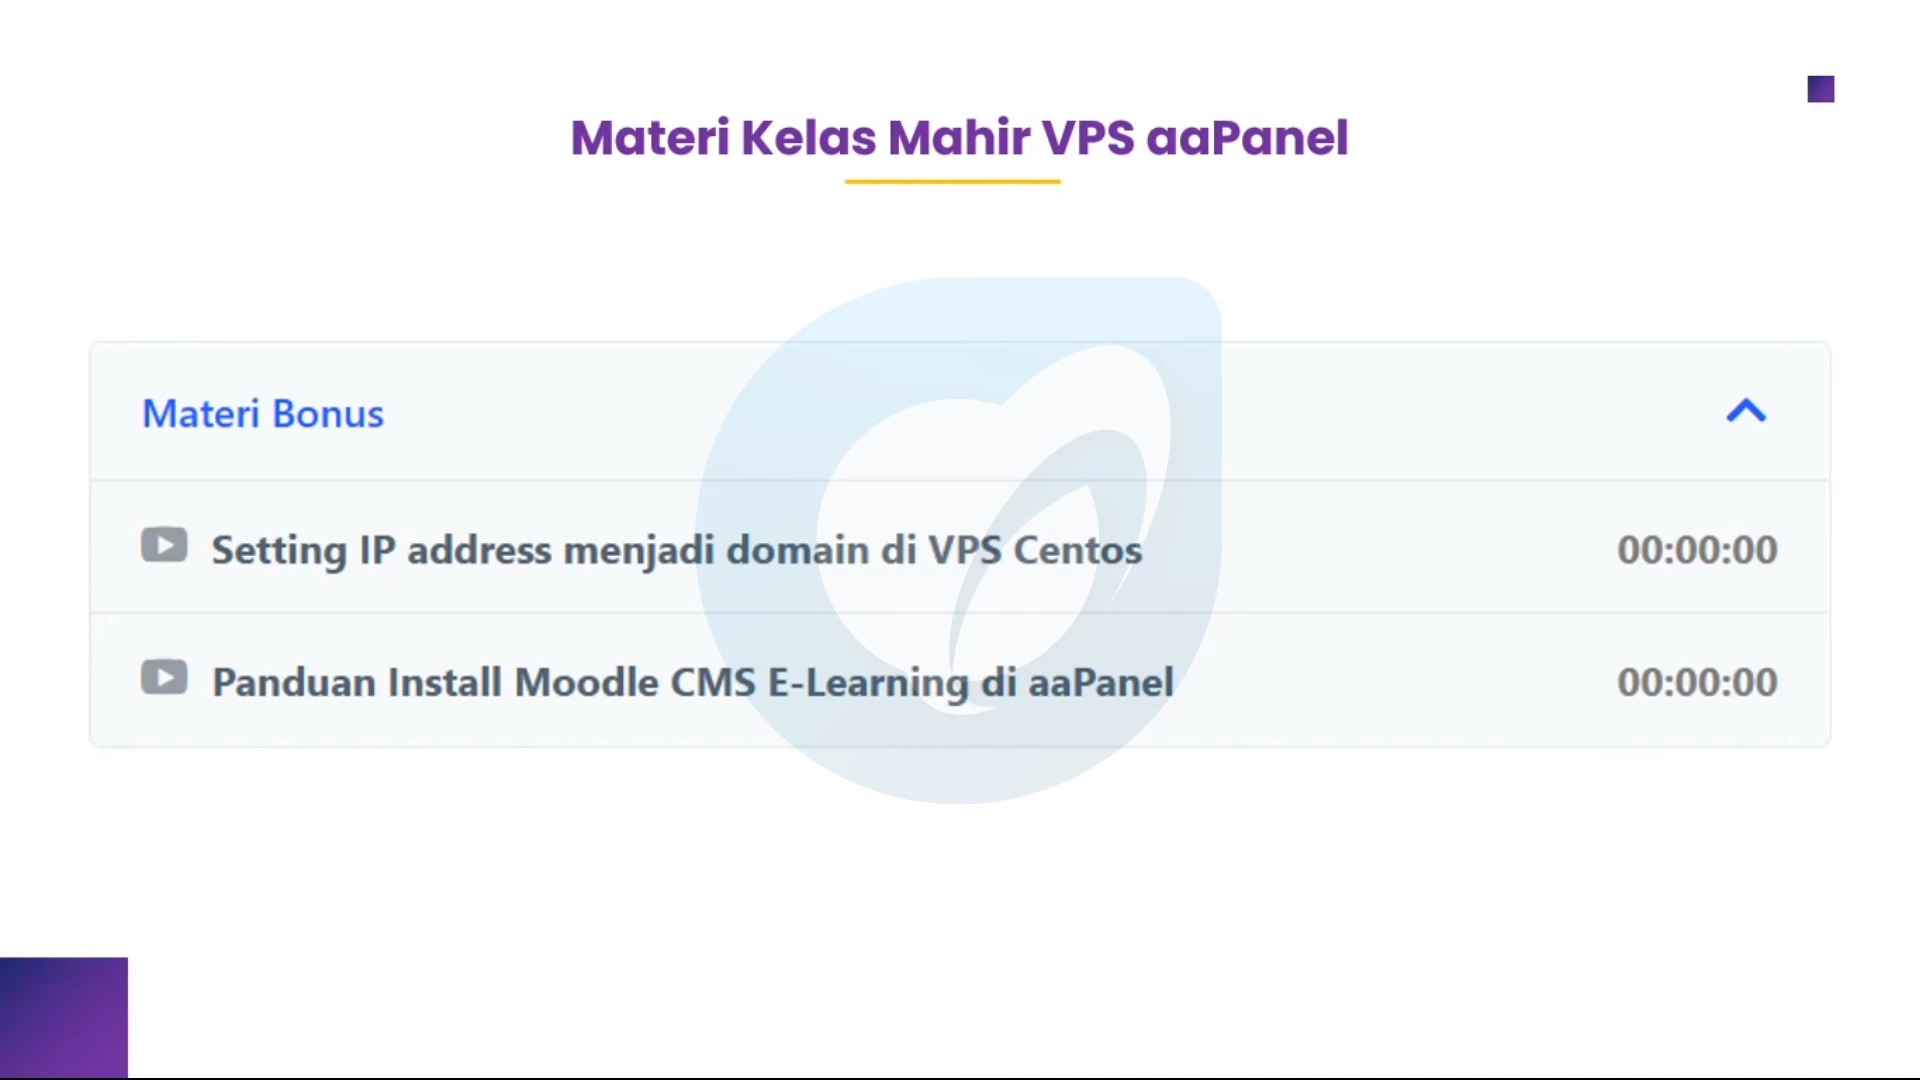 Materi Kelas Mahir VPS aaPanel
Materi Bonus
Setting IP address menjadi domain di VPS Centos 00:00:00
Panduan Install Moodle CMS E-Learning di aaPanel 00:00:00